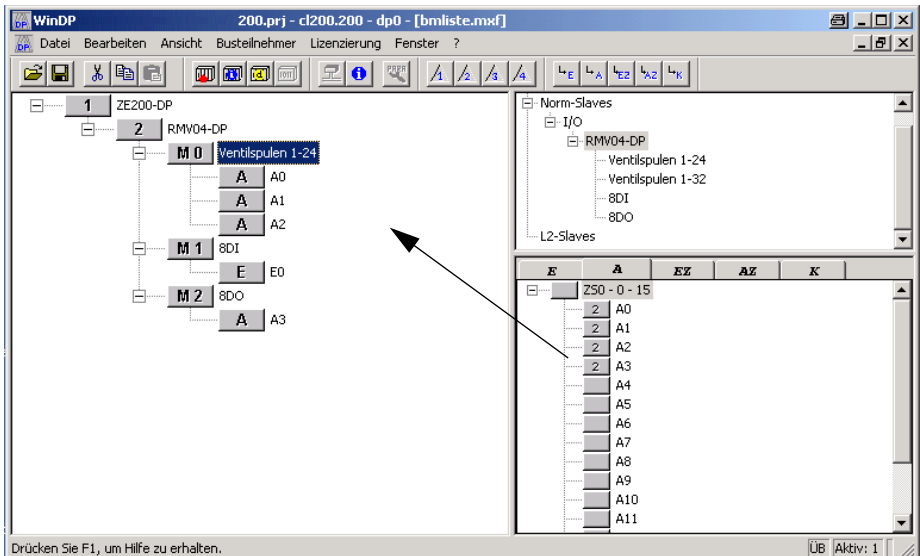 WinDP 200.prj - cl200.200 - dp0 - [bmliste.mxf]
Datei Bearbeiten Ansicht Busteilnehmer Lizenzierung Fenster ?
1 ZE200-DP
2 RMV04-DP
M 0 Ventilspulen 1-24
A A0
A A1
A A2
M 1 8DI
E E0
M 2 8DO
A A3
Norm-Slaves
I/O
RMV04-DP
Ventilspulen 1-24
Ventilspulen 1-32
8DI
8DO
L2-Slaves
E A EZ AZ K
ZS0 - 0 - 15
2 A0
2 A1
2 A2
2 A3
A4
A5
A6
A7
A8
A9
A10
A11
Drücken Sie F1, um Hilfe zu erhalten. ÜB Aktiv: 1